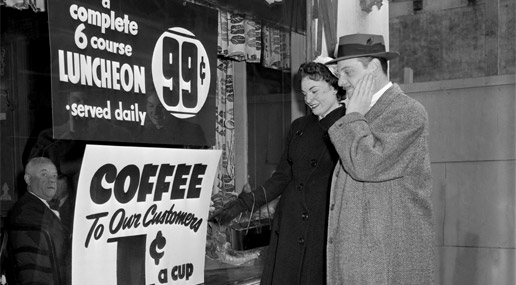 a complete
6 course
LUNCHEON
•served daily
99¢
COFFEE
To Our Customers
1¢
a cup